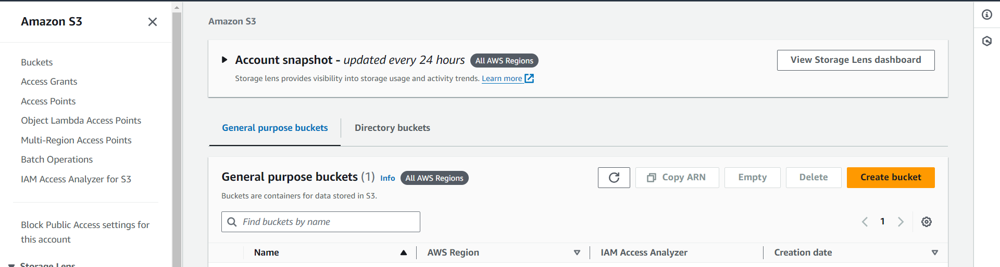 Amazon S3
Buckets
Access Grants
Access Points
Object Lambda Access Points
Multi-Region Access Points
Batch Operations
IAM Access Analyzer for S3
Block Public Access settings for
this account
Storage Lens
Amazon S3
Account snapshot - updated every 24 hours All AWS Regions
Storage lens provides visibility into storage usage and activity trends. Learn more
View Storage Lens dashboard
General purpose buckets Directory buckets
General purpose buckets (1) Info All AWS Regions
Copy ARN Empty Delete Create bucket
Buckets are containers for data stored in S3.
Find buckets by name
1
Name AWS Region IAM Access Analyzer Creation date